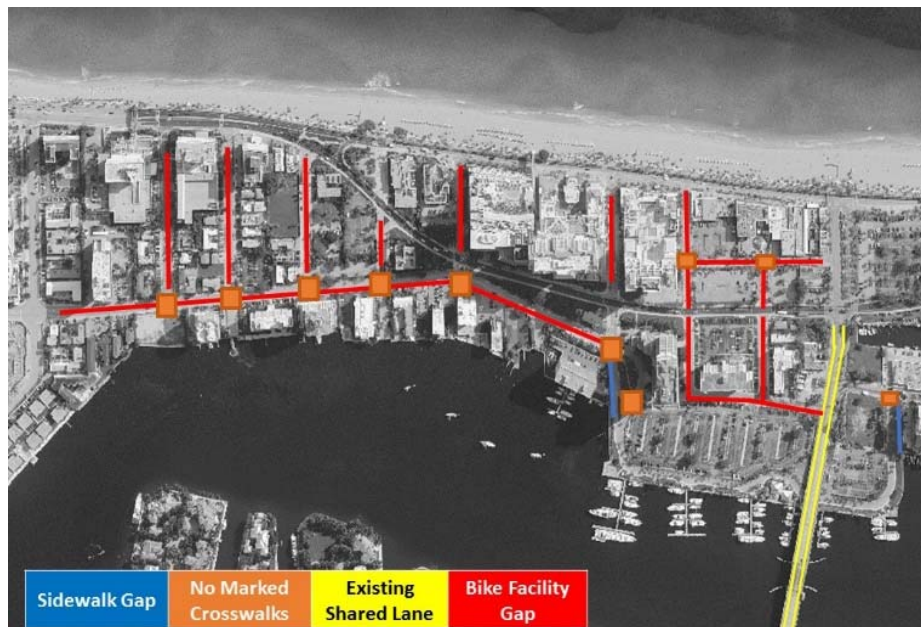 Sidewalk Gap
No Marked
Crosswalks
Existing
Shared Lane
Bike Facility
Gap